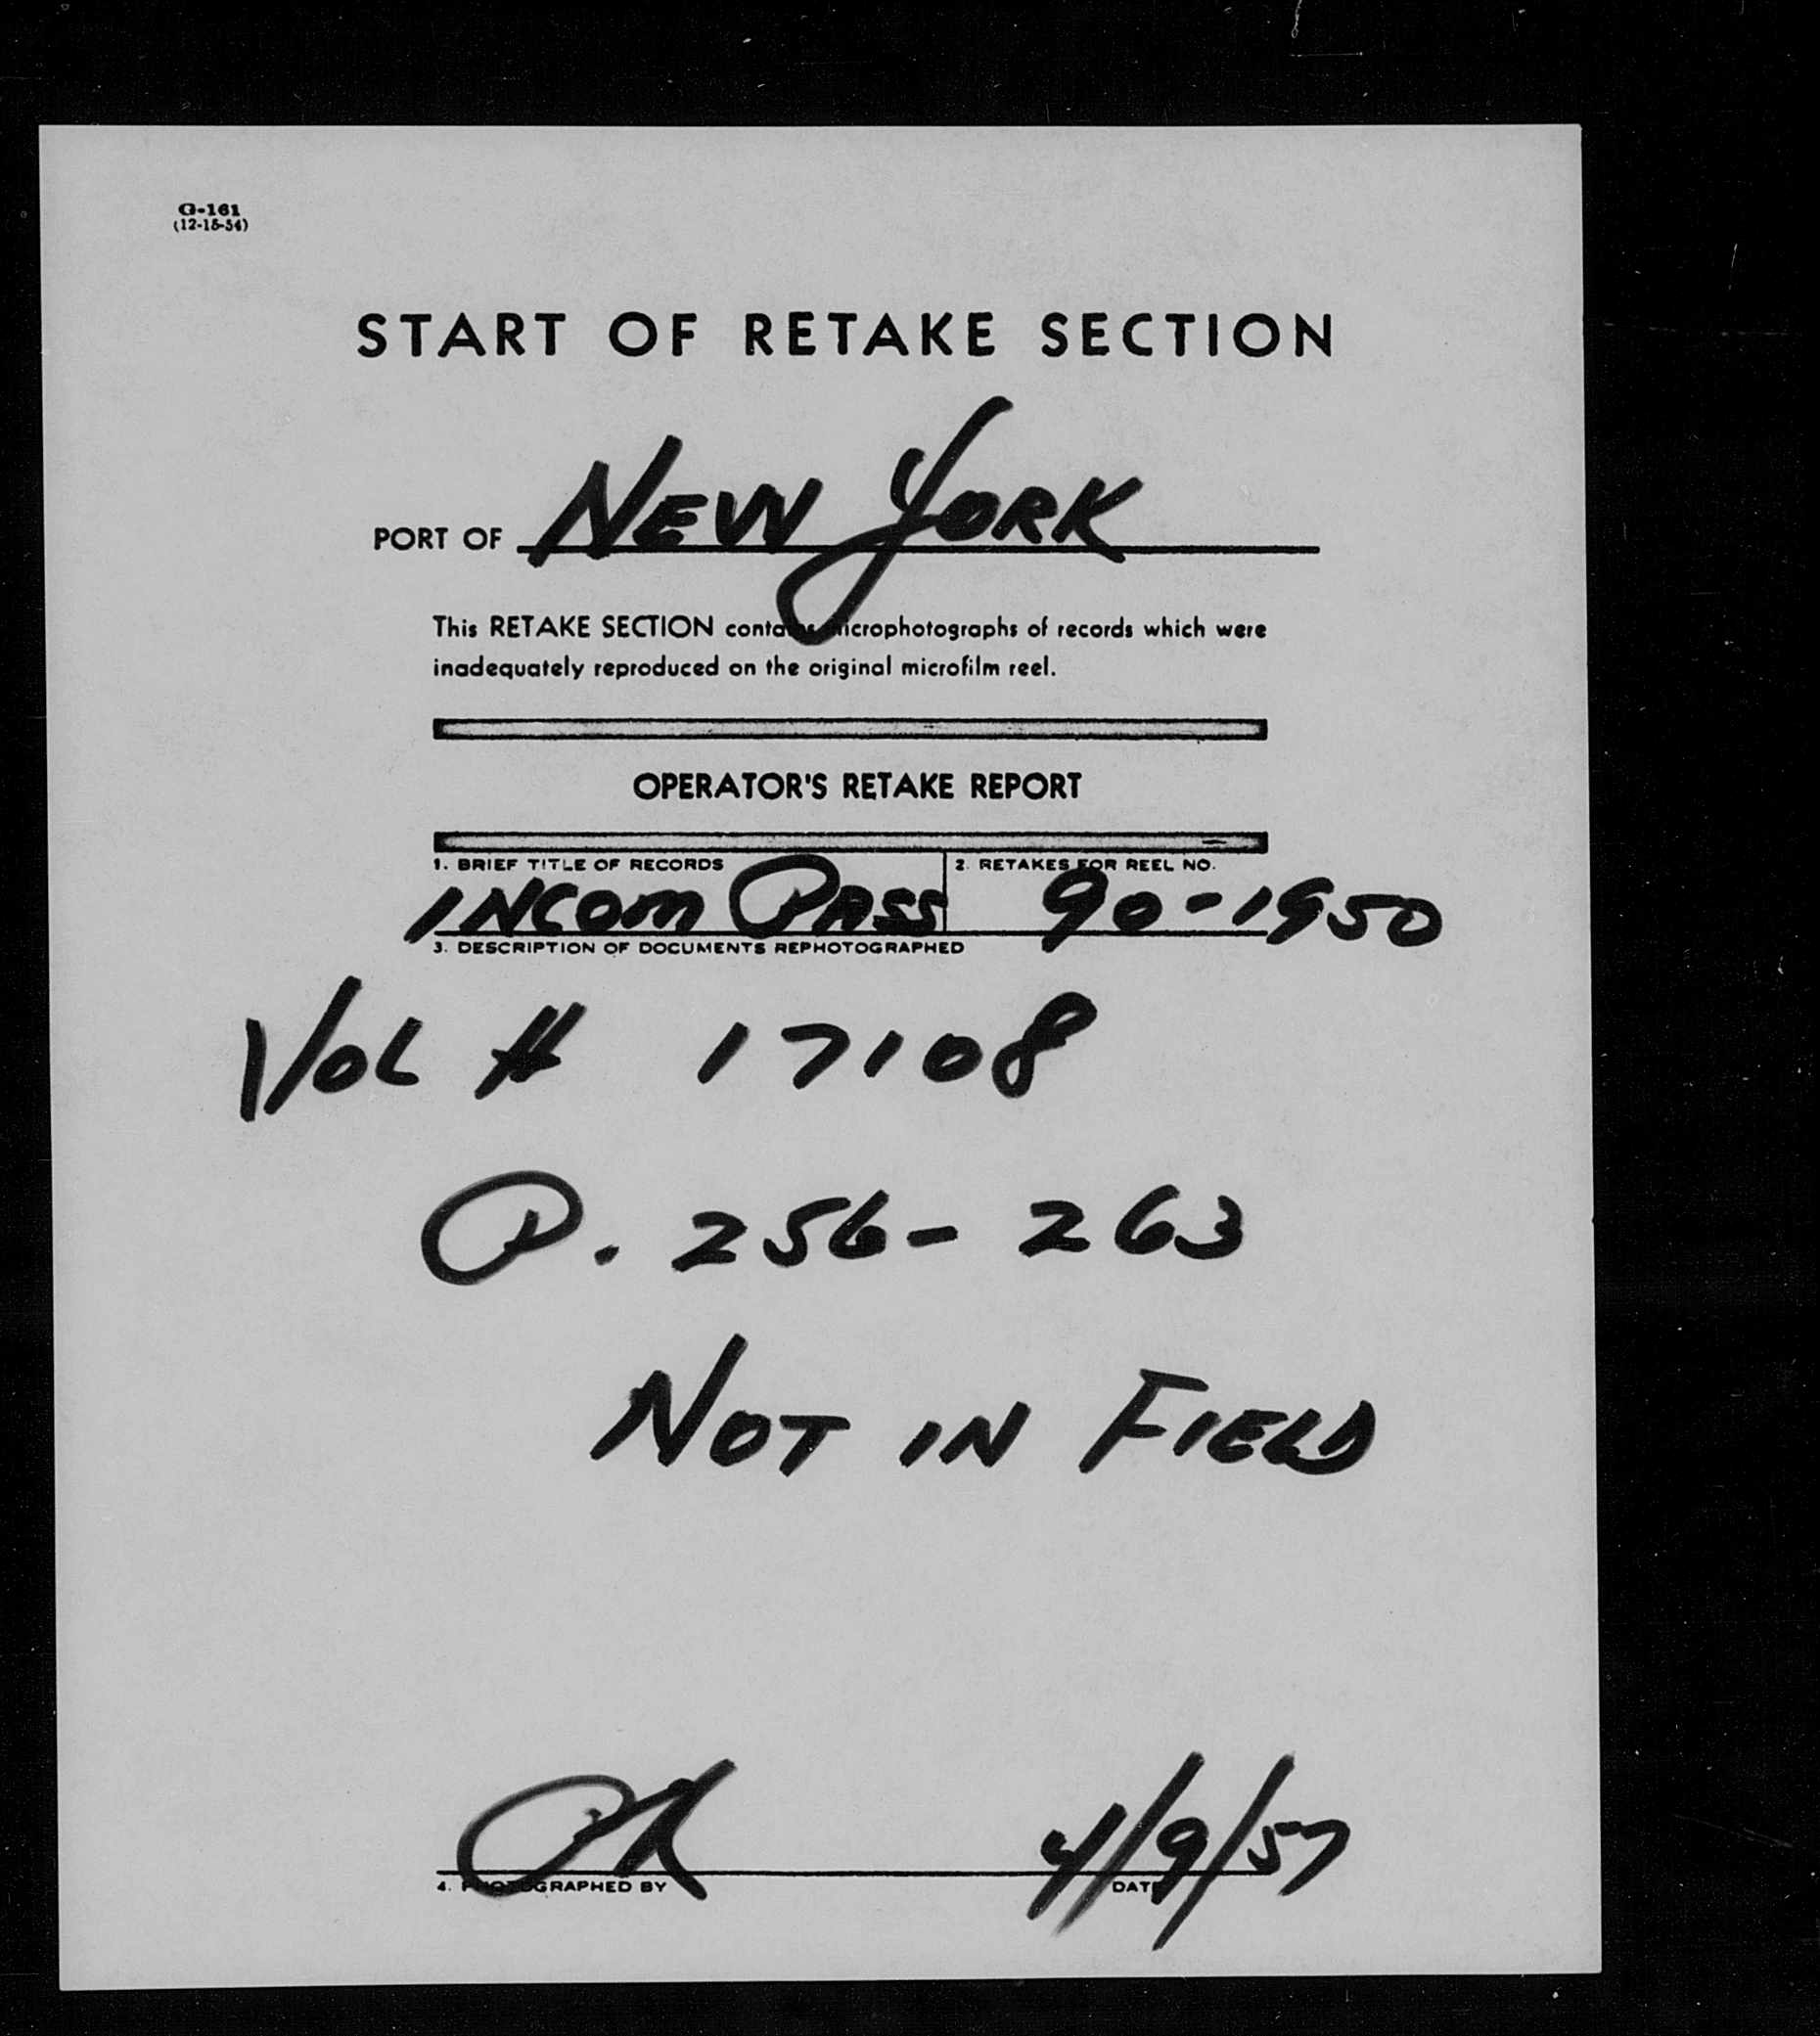 G-161
(12-15-54)
START OF RETAKE SECTION
PORT OF NEW YORK
This RETAKE SECTION contains microphotographs of records which were
inadequately reproduced on the original microfilm reel.
OPERATOR'S RETAKE REPORT
1. BRIEF TITLE OF RECORDS 2. RETAKES FOR REEL NO.
INCOM PASS 90-1950
3. DESCRIPTION OF DOCUMENTS REPHOTOGRAPHED
VOL # 17108
P. 256-263
NOT IN FIELD
4/9/57
4. PHOTOGRAPHED BY DATE